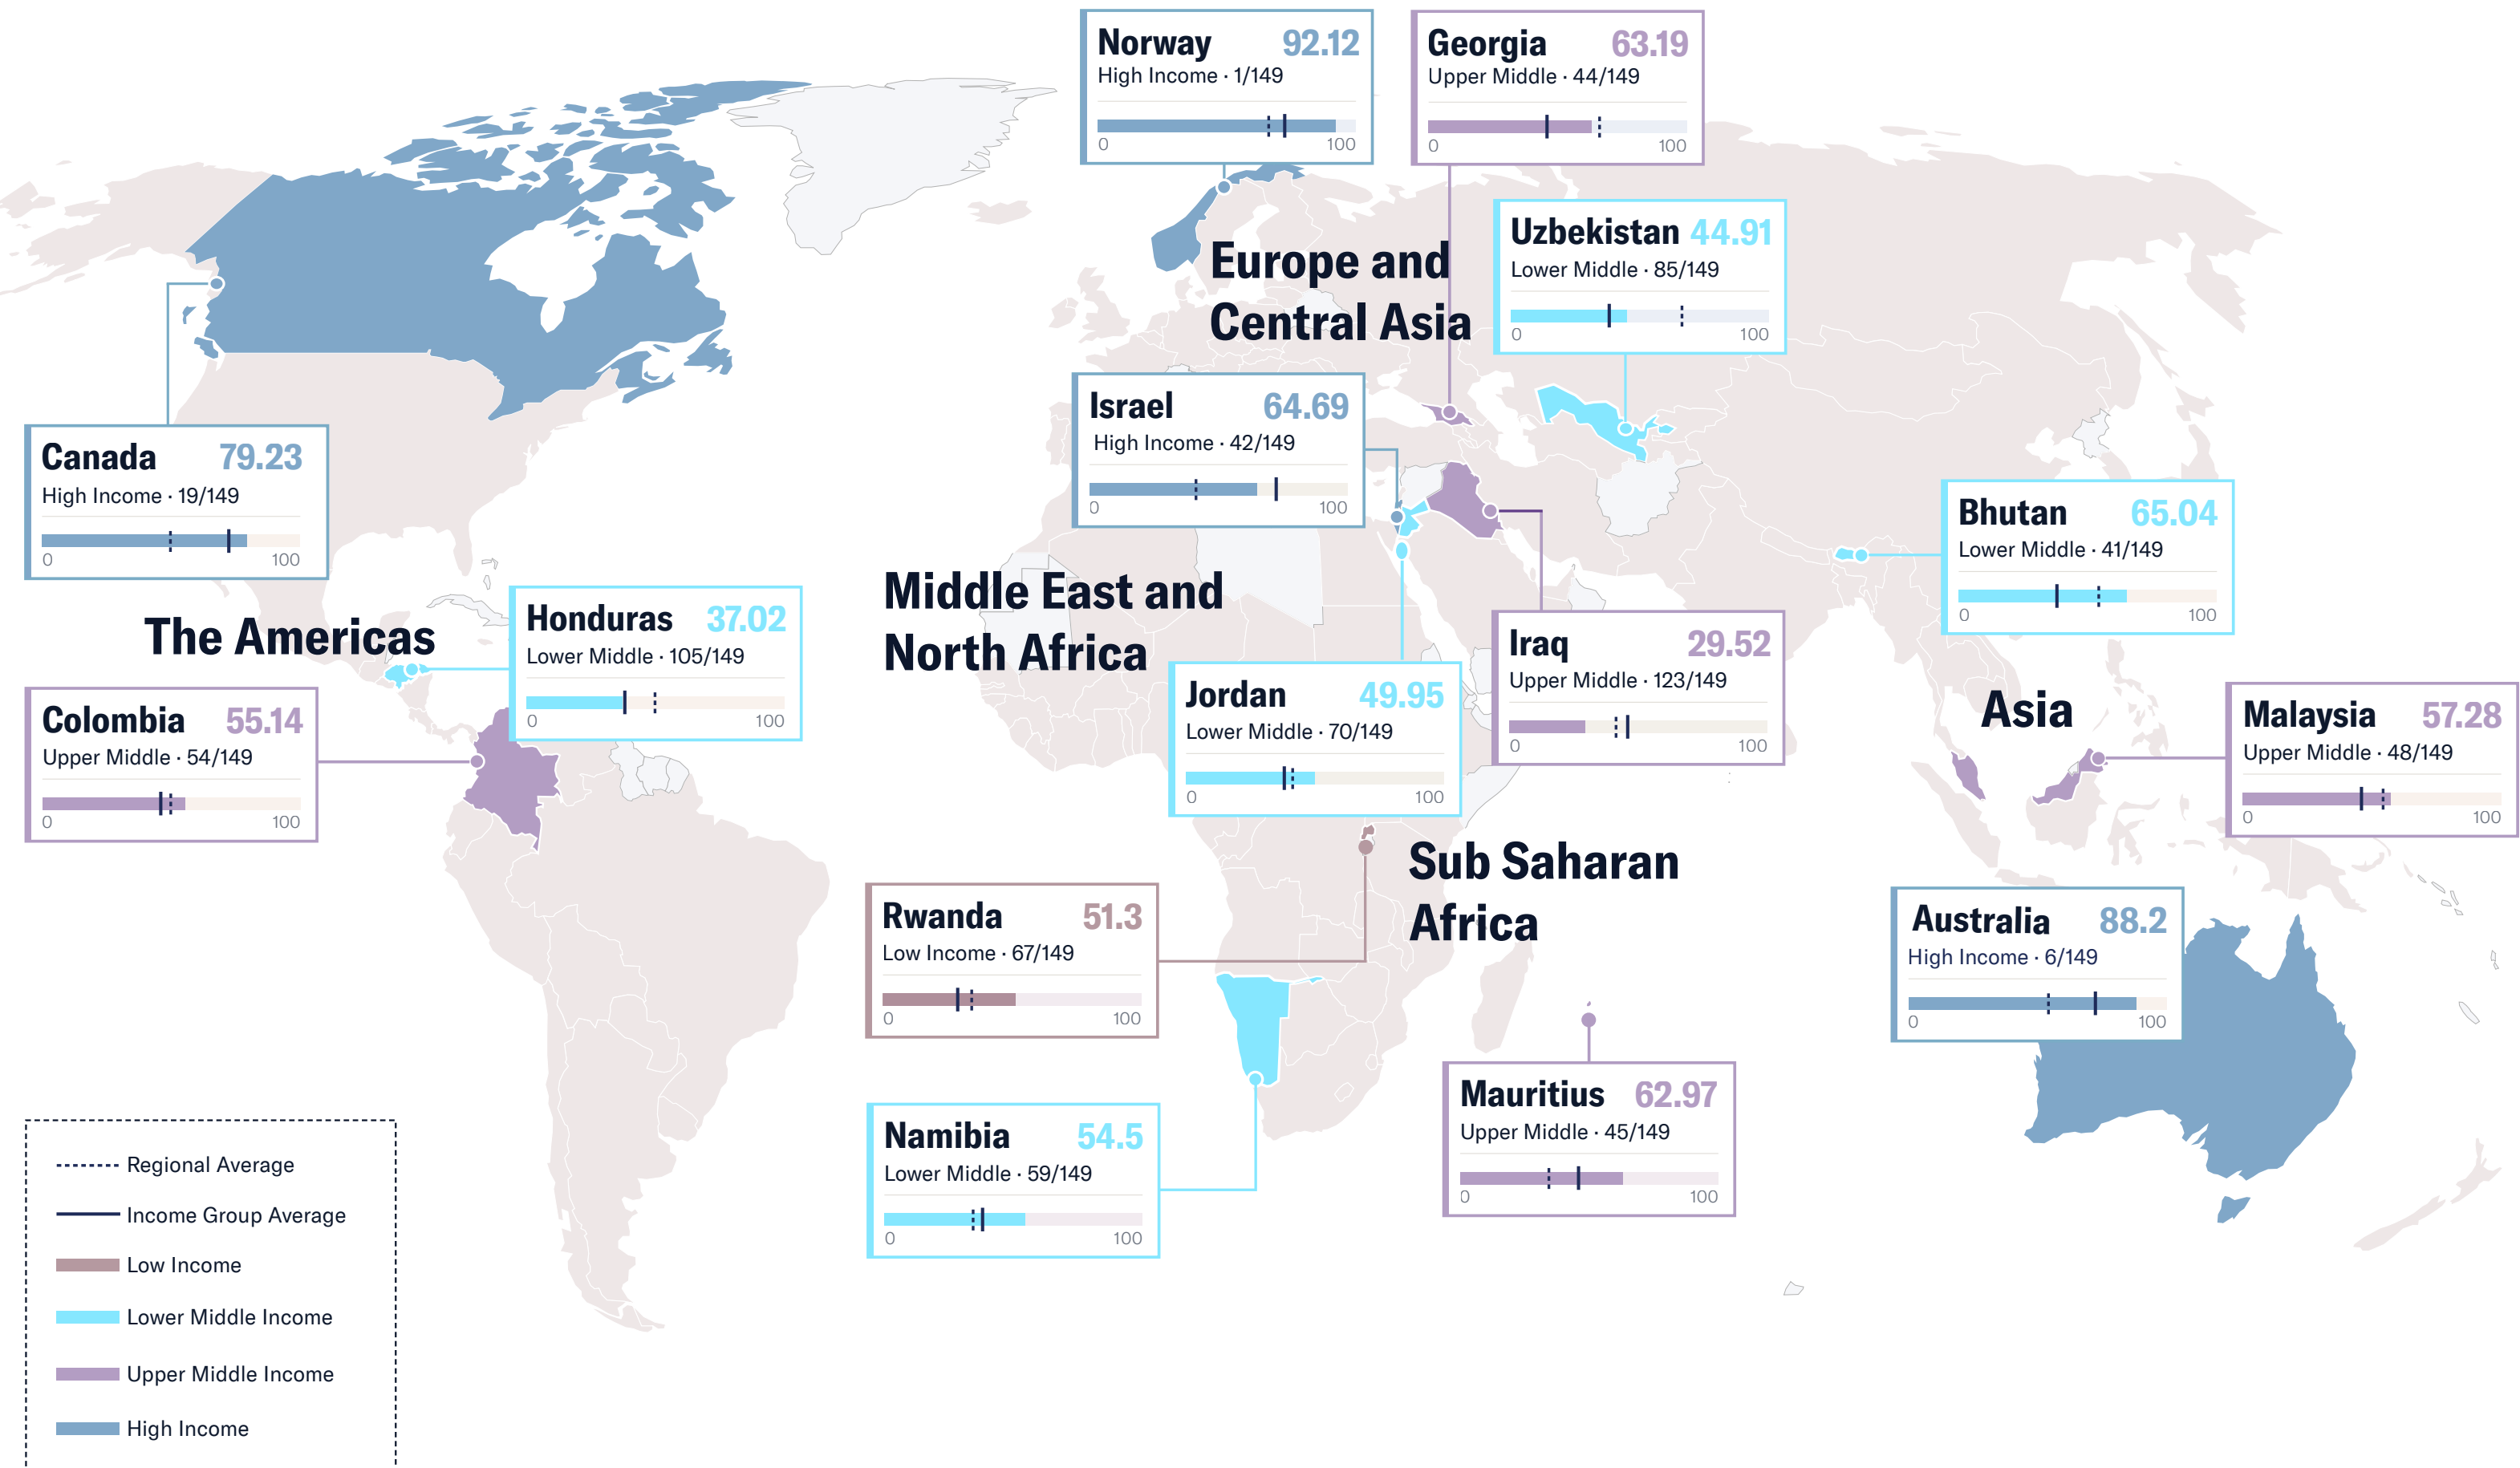 Norway 92.12
High Income · 1/149
0 100
Georgia 63.19
Upper Middle · 44/149
0 100
Uzbekistan 44.91
Lower Middle · 85/149
0 100
Europe and
Central Asia
Israel 64.69
High Income · 42/149
0 100
Canada 79.23
High Income · 19/149
0 100
Bhutan 65.04
Lower Middle · 41/149
0 100
The Americas
Honduras 37.02
Lower Middle · 105/149
0 100
Middle East and
North Africa
Iraq 29.52
Upper Middle · 123/149
0 100
Jordan 49.95
Lower Middle · 70/149
0 100
Colombia 55.14
Upper Middle · 54/149
0 100
Asia
Malaysia 57.28
Upper Middle · 48/149
0 100
Sub Saharan
Africa
Rwanda 51.3
Low Income · 67/149
0 100
Australia 88.2
High Income · 6/149
0 100
Mauritius 62.97
Upper Middle · 45/149
0 100
Namibia 54.5
Lower Middle · 59/149
0 100
Regional Average
Income Group Average
Low Income
Lower Middle Income
Upper Middle Income
High Income